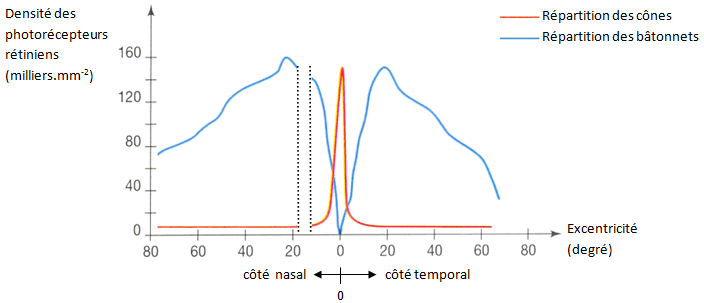 Densité des
photorécepteurs
rétiniens
(milliers.mm-2)
Répartition des cônes
Répartition des bâtonnets
160
120
80
40
0
80 60 40 20 0 20 40 60 80
Excentricité
(degré)
côté nasal
côté temporal
0